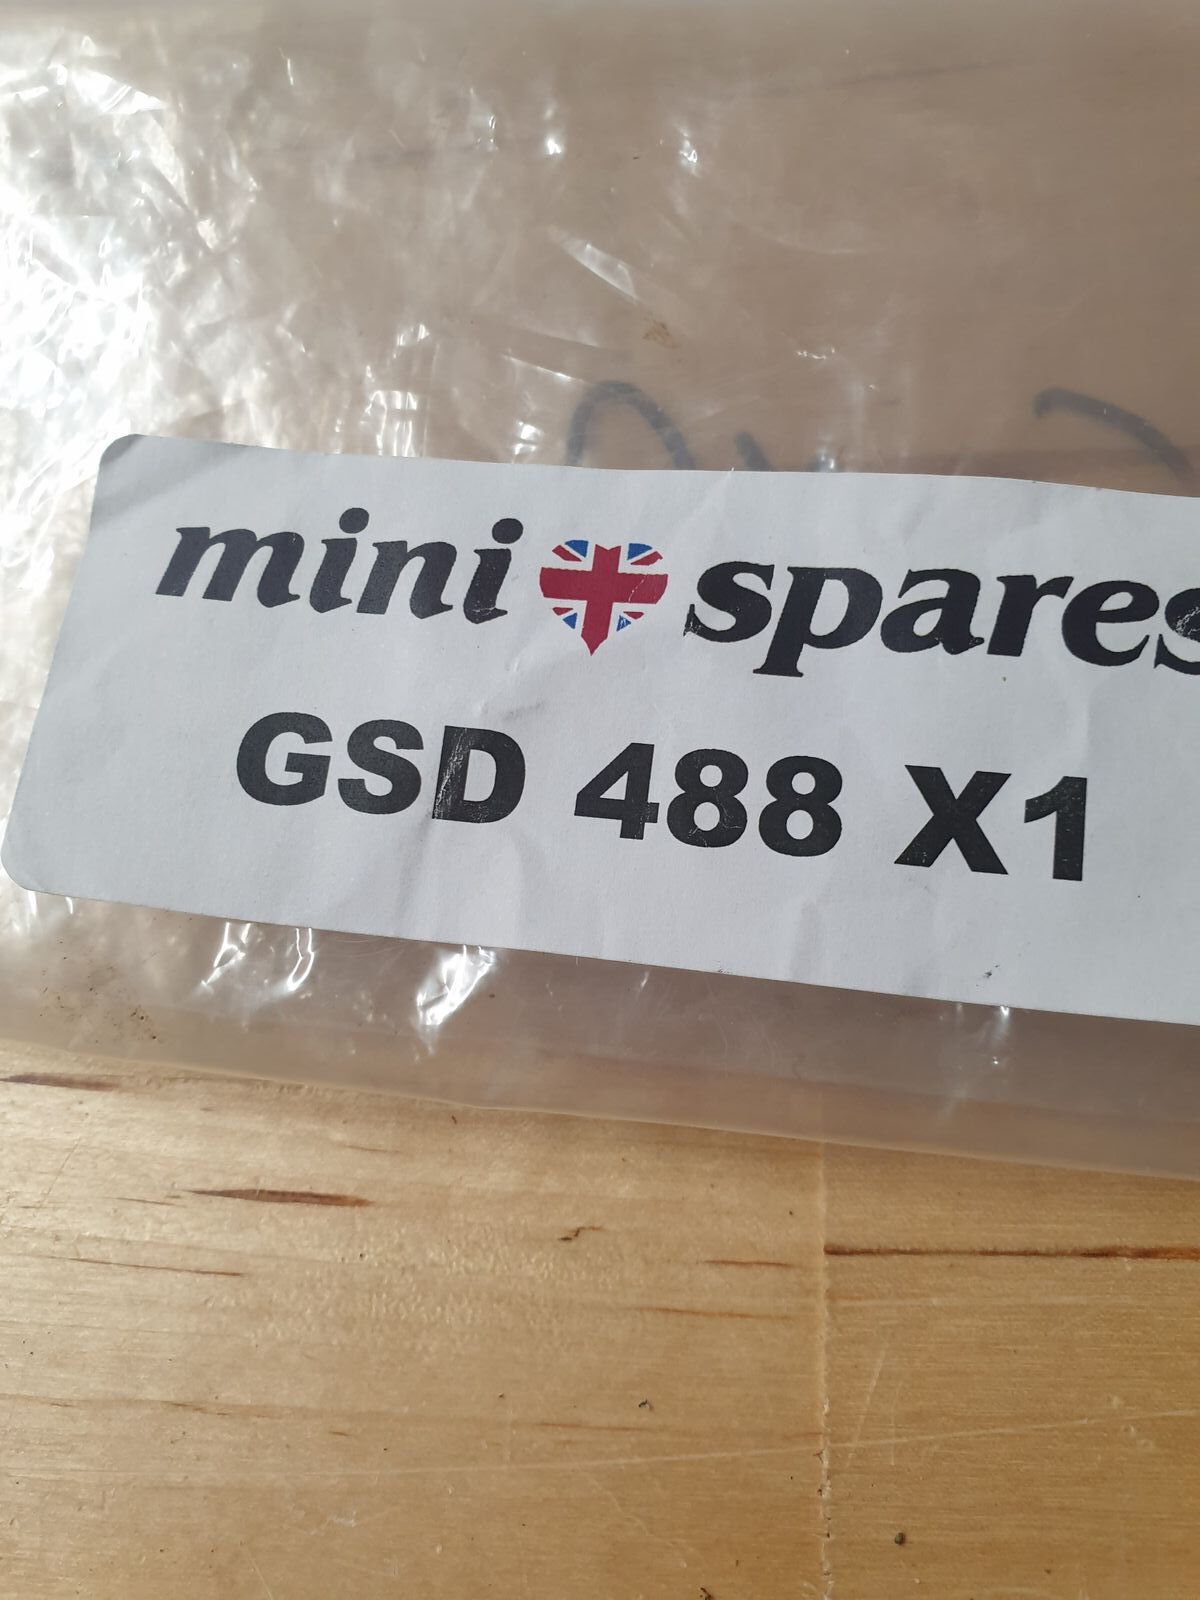 mini spares
GSD 488 X1